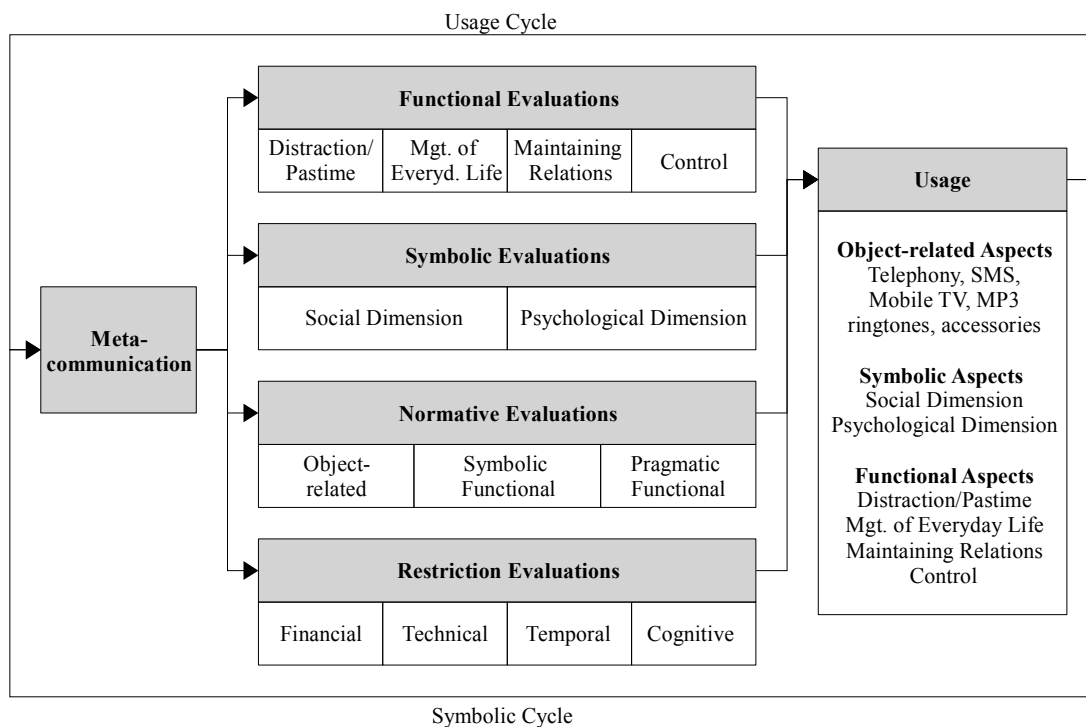 Usage Cycle
Functional Evaluations
Distraction/
Pastime
Mgt. of
Everyd. Life
Maintaining
Relations
Control
Symbolic Evaluations
Social Dimension
Psychological Dimension
Meta-
communication
Normative Evaluations
Object-
related
Symbolic
Functional
Pragmatic
Functional
Restriction Evaluations
Financial
Technical
Temporal
Cognitive
Usage
Object-related Aspects
Telephony, SMS,
Mobile TV, MP3
ringtones, accessories
Symbolic Aspects
Social Dimension
Psychological Dimension
Functional Aspects
Distraction/Pastime
Mgt. of Everyday Life
Maintaining Relations
Control
Symbolic Cycle